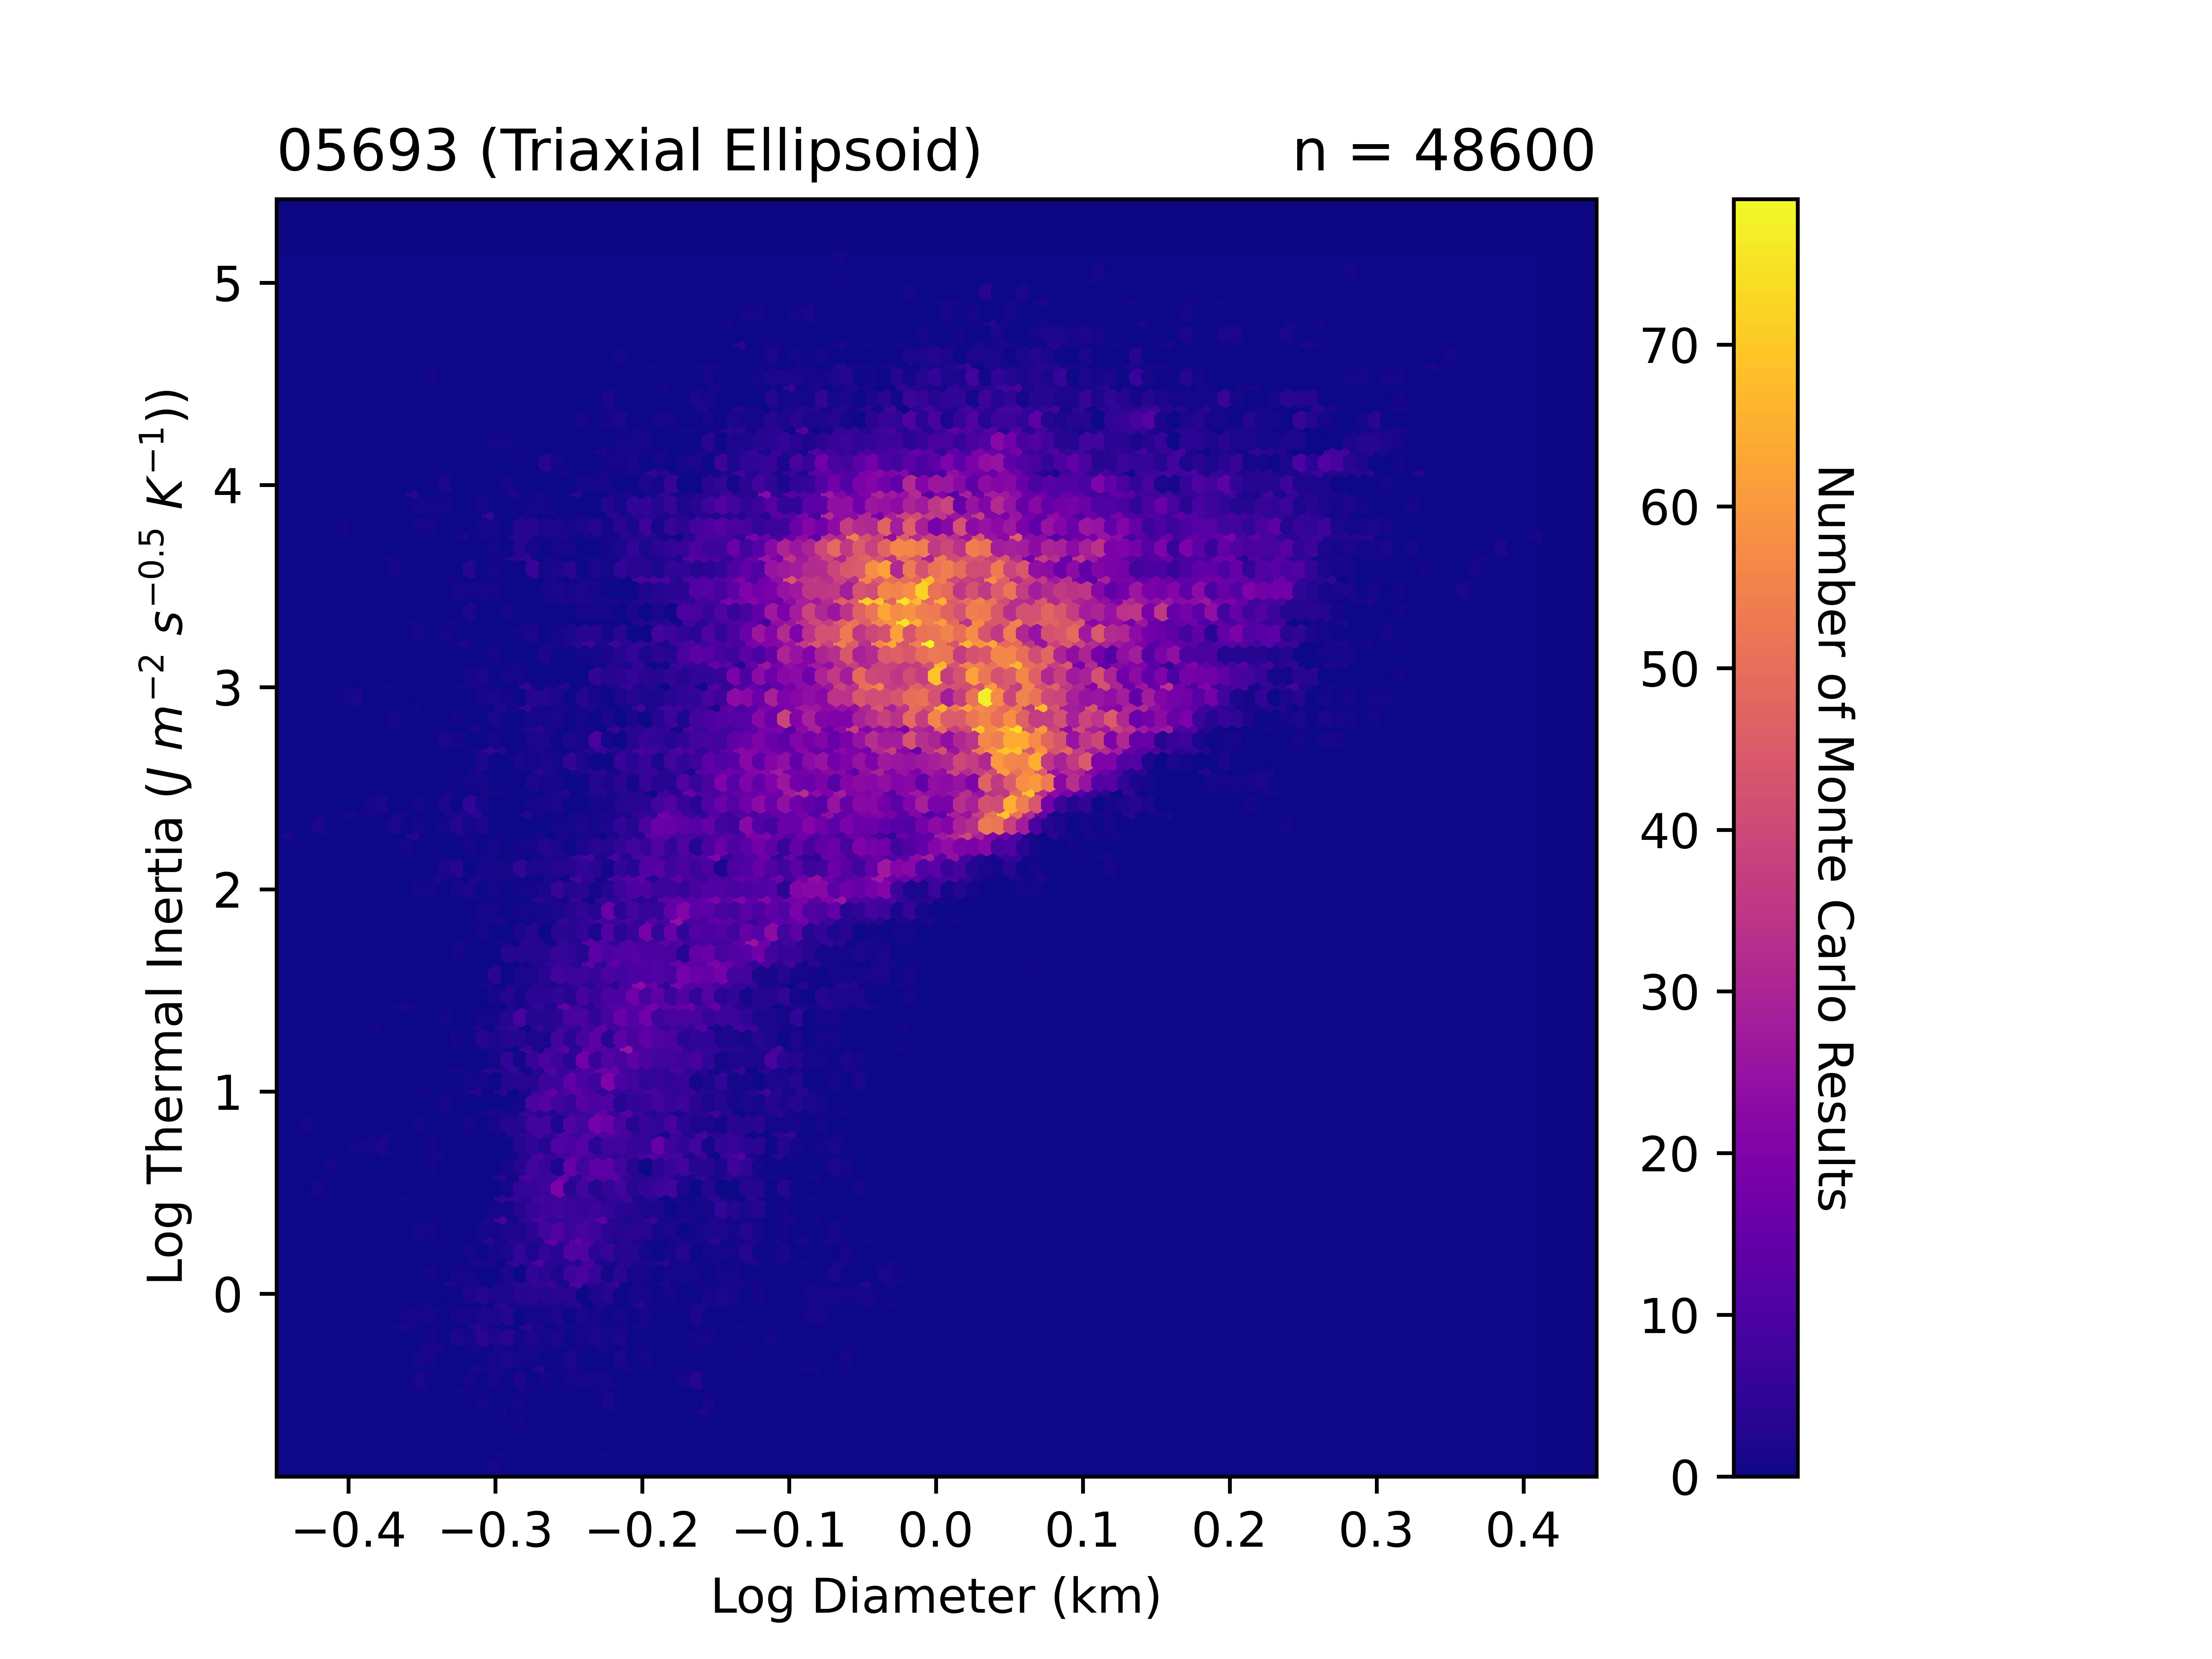 05693 (Triaxial Ellipsoid) n = 48600
Log Thermal Inertia (J m⁻² s⁻⁰·⁵ K⁻¹))
5
4
3
2
1
0
−0.4 −0.3 −0.2 −0.1 0.0 0.1 0.2 0.3 0.4
Log Diameter (km)
70
60
50
40
30
20
10
0
Number of Monte Carlo Results